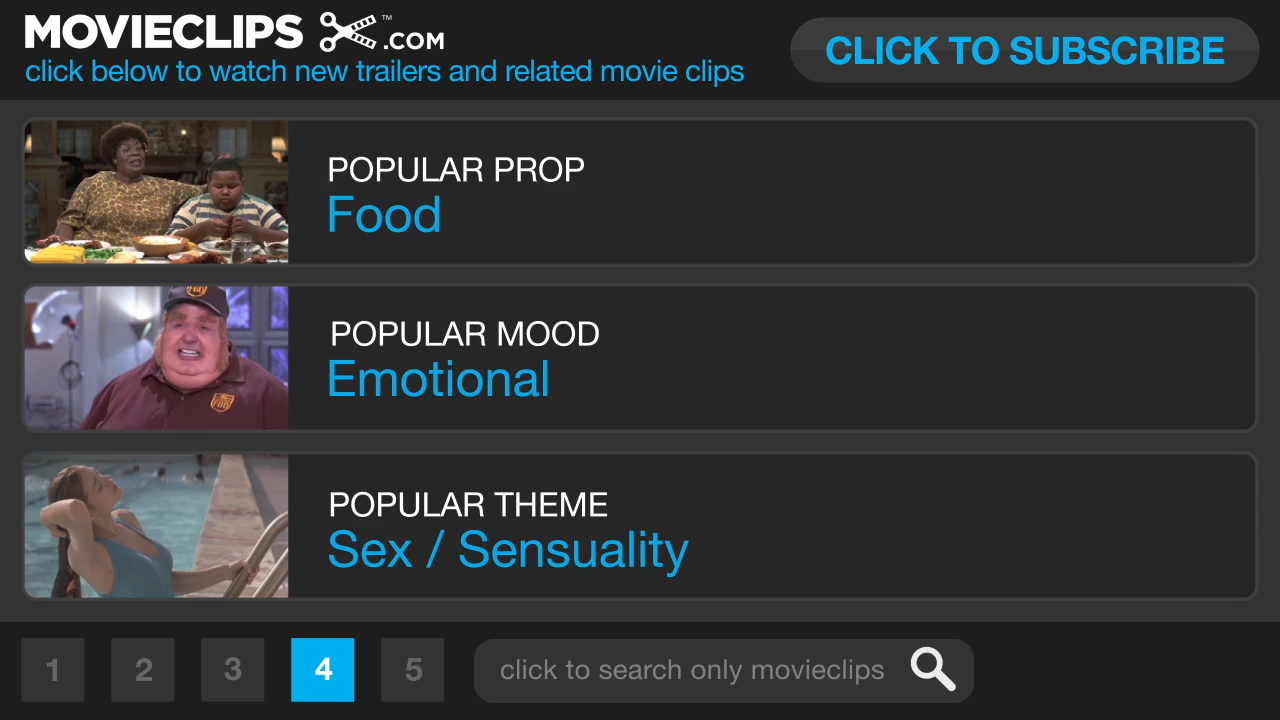 MOVIECLIPS ™ .COM
CLICK TO SUBSCRIBE
click below to watch new trailers and related movie clips
POPULAR PROP
Food
POPULAR MOOD
Emotional
POPULAR THEME
Sex / Sensuality
1 2 3 4 5
click to search only movieclips